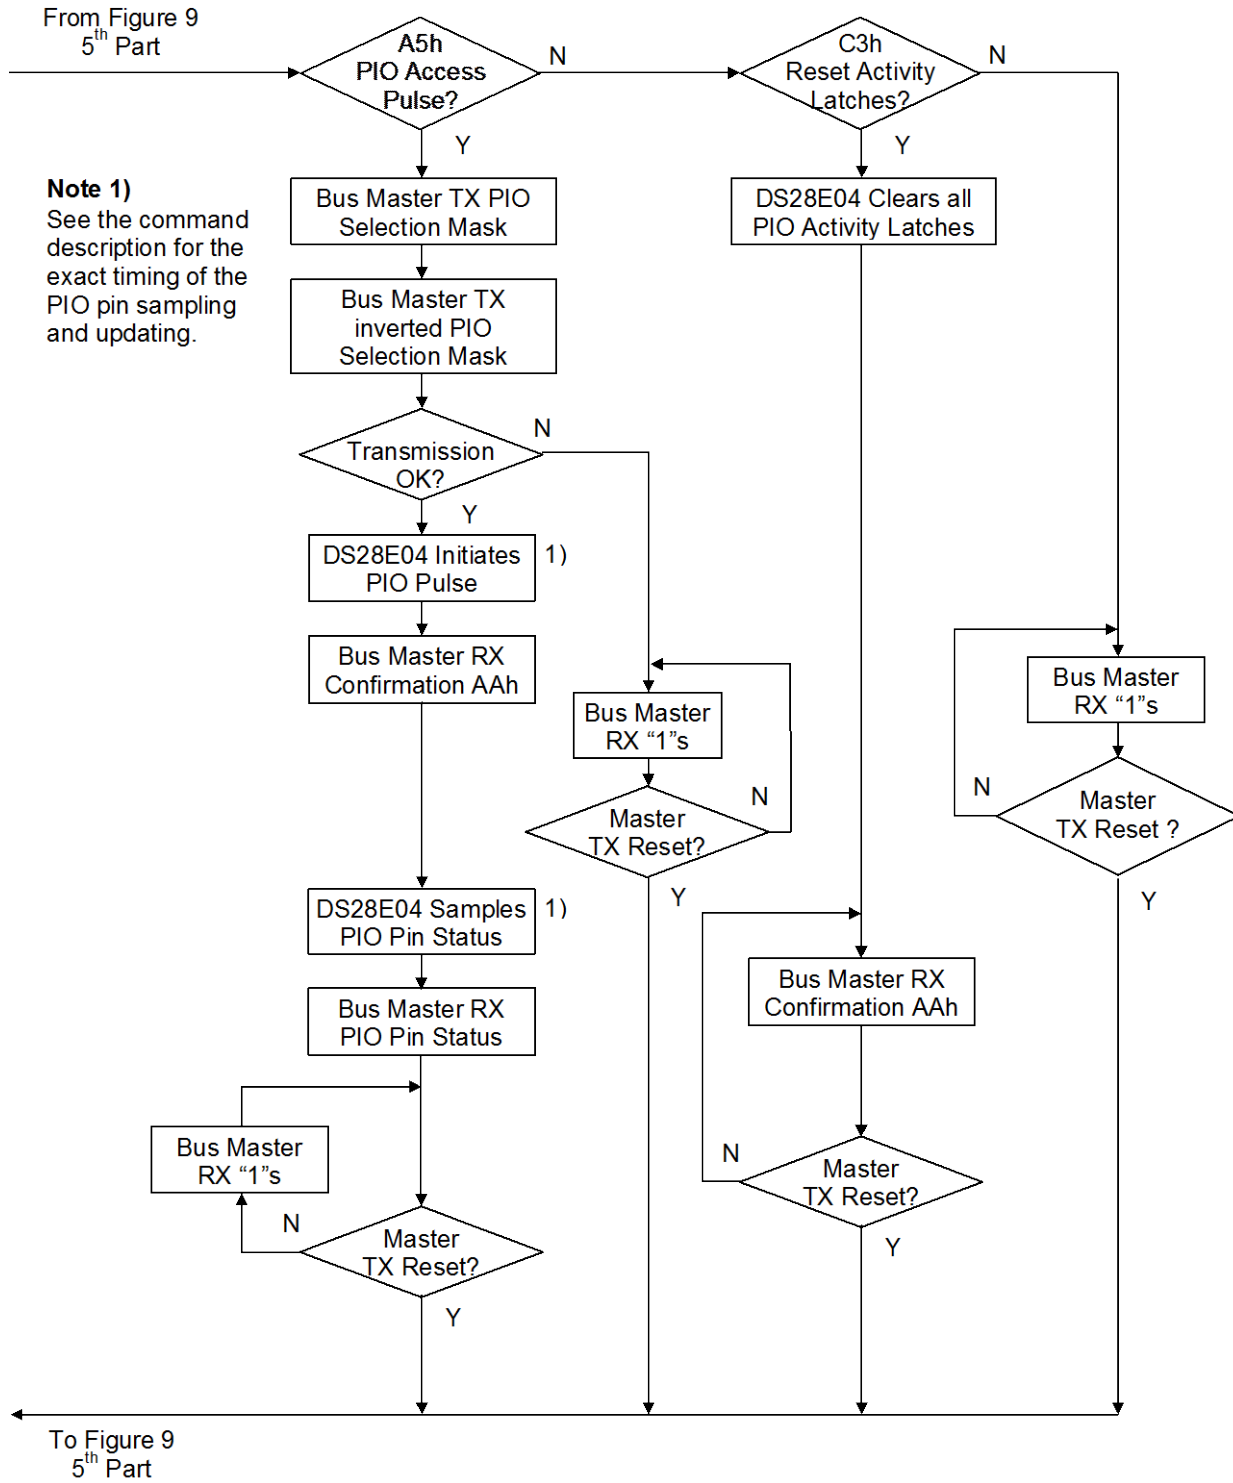 From Figure 9
5th Part
A5h
PIO Access
Pulse?
N
C3h
Reset Activity
Latches?
N
Y
Y
Note 1)
See the command
description for the
exact timing of the
PIO pin sampling
and updating.
Bus Master TX PIO
Selection Mask
DS28E04 Clears all
PIO Activity Latches
Bus Master TX
inverted PIO
Selection Mask
Transmission
OK?
N
Y
DS28E04 Initiates
PIO Pulse
1)
Bus Master RX
Confirmation AAh
Bus Master
RX “1”s
Master
TX Reset?
N
Y
Bus Master
RX “1”s
Master
TX Reset ?
N
Y
DS28E04 Samples
PIO Pin Status
1)
Bus Master RX
PIO Pin Status
Bus Master RX
Confirmation AAh
Bus Master
RX “1”s
N
Master
TX Reset?
Y
N
Master
TX Reset?
Y
To Figure 9
5th Part